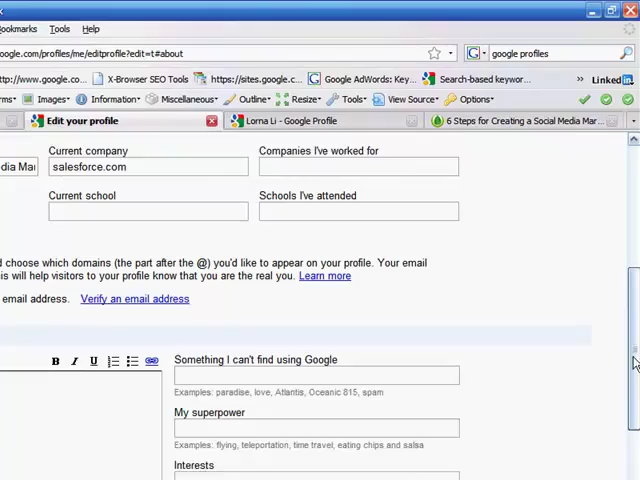 okmarks Tools Help
oogle.com/profiles/me/editprofile?edit=t#about
google profiles
http://www.google.co... X-Browser SEO Tools https://sites.google.c... Google AdWords: Key... Search-based keywor... » LinkedIn
rms▾ Images▾ Information▾ Miscellaneous▾ Outline▾ Resize▾ Tools▾ View Source▾ Options▾
Edit your profile Lorna Li - Google Profile 6 Steps for Creating a Social Media Mar...
Current company Companies I've worked for
dia Mar salesforce.com
Current school Schools I've attended
d choose which domains (the part after the @) you'd like to appear on your profile. Your email
is will help visitors to your profile know that you are the real you. Learn more
email address. Verify an email address
B I U Something I can't find using Google
Examples: paradise, love, Atlantis, Oceanic 815, spam
My superpower
Examples: flying, teleportation, time travel, eating chips and salsa
Interests